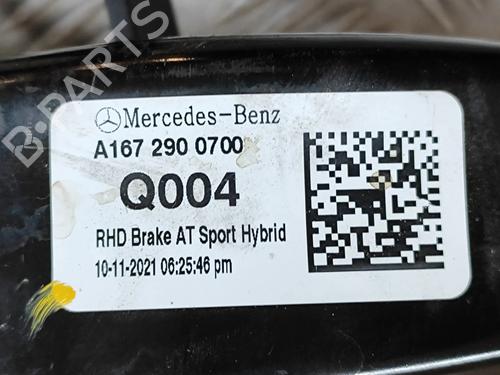 B-PARTS
Mercedes-Benz
A167 290 0700
Q004
RHD Brake AT Sport Hybrid
10-11-2021 06:25:46 pm